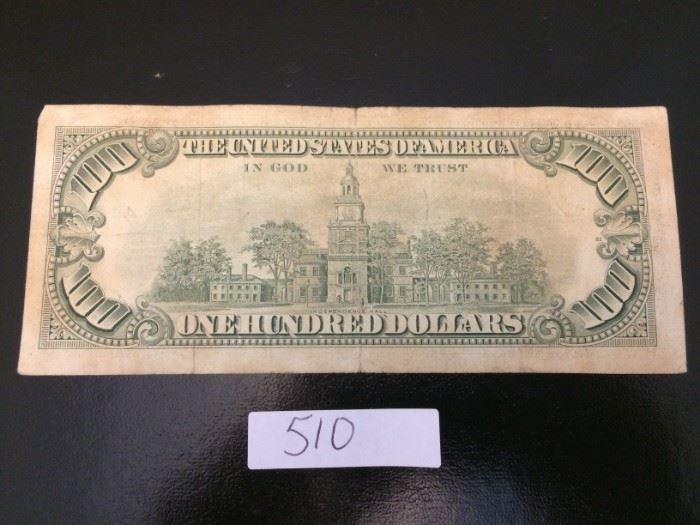 100 THE UNITED STATES OF AMERICA 100
IN GOD WE TRUST
INDEPENDENCE HALL
100 ONE HUNDRED DOLLARS 100
510